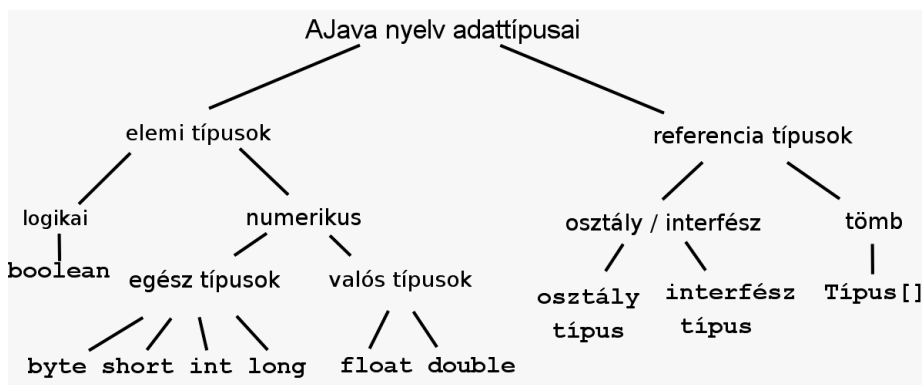 AJava nyelv adattípusai
elemi típusok
referencia típusok
logikai
numerikus
osztály / interfész
tömb
boolean
egész típusok
valós típusok
osztály
típus
interfész
típus
Típus[]
byte short int long
float double